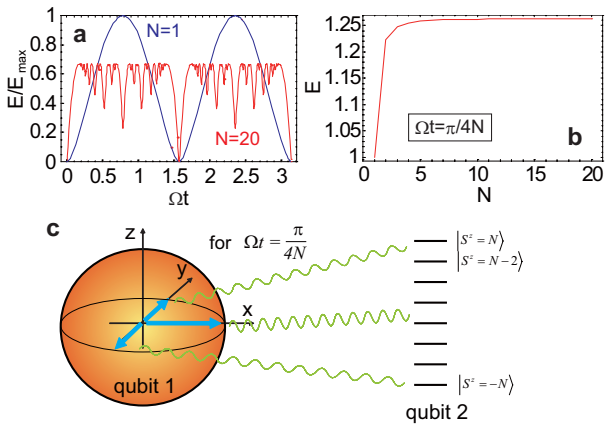 a
N=1
N=20
E/E_max
1
0.8
0.6
0.4
0.2
0
0 0.5 1 1.5 2 2.5 3
Ωt
b
E
1.25
1.2
1.15
1.1
1.05
1
0 5 10 15 20
N
Ωt=π/4N
c
for Ωt = π/4N
z
y
x
qubit 1
|S^z = N⟩
|S^z = N−2⟩
|S^z = −N⟩
qubit 2